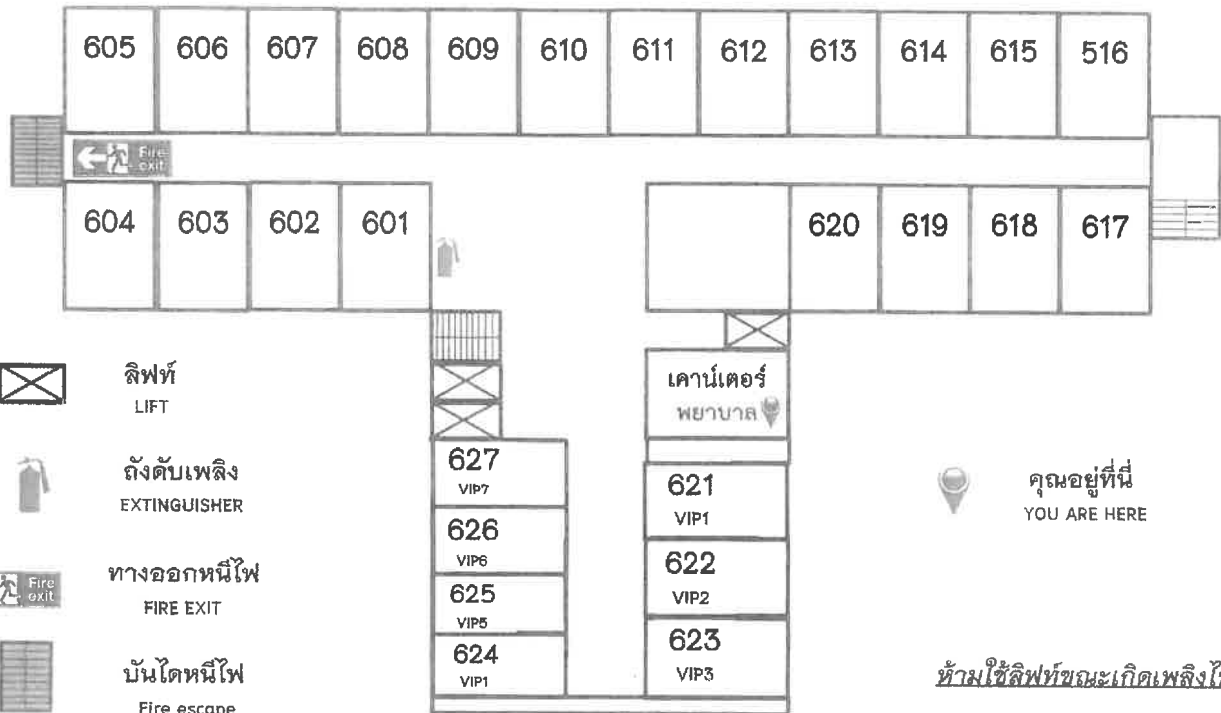 605 606 607 608 609 610 611 612 613 614 615 516
Fire
exit
604 603 602 601 620 619 618 617
ลิฟท์
LIFT
เคาน์เตอร์
พยาบาล
ถังดับเพลิง
EXTINGUISHER
627
VIP7
621
VIP1
คุณอยู่ที่นี่
YOU ARE HERE
626
VIP6
622
VIP2
Fire
exit
ทางออกหนีไฟ
FIRE EXIT
625
VIP5
623
VIP3
624
VIP1
บันไดหนีไฟ
Fire escape
ห้ามใช้ลิฟท์ขณะเกิดเพลิง